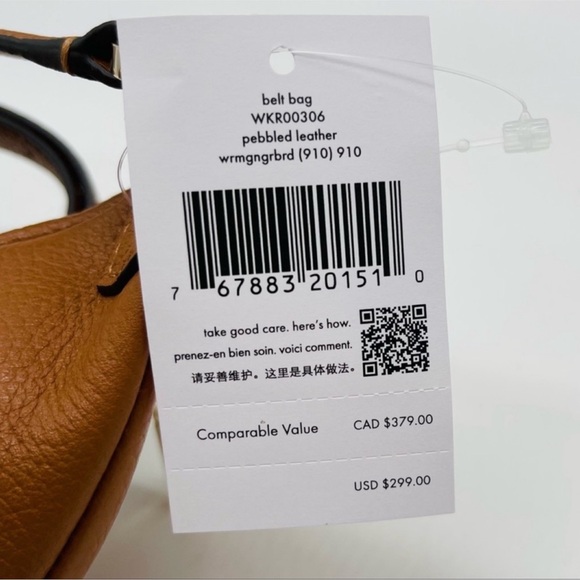 belt bag
WKR00306
pebbled leather
wrmgngrbrd (910) 910
7 67883 20151 0
take good care. here's how.
prenez-en bien soin. voici comment.
请妥善维护。这里是具体做法。
Comparable Value CAD $379.00
USD $299.00